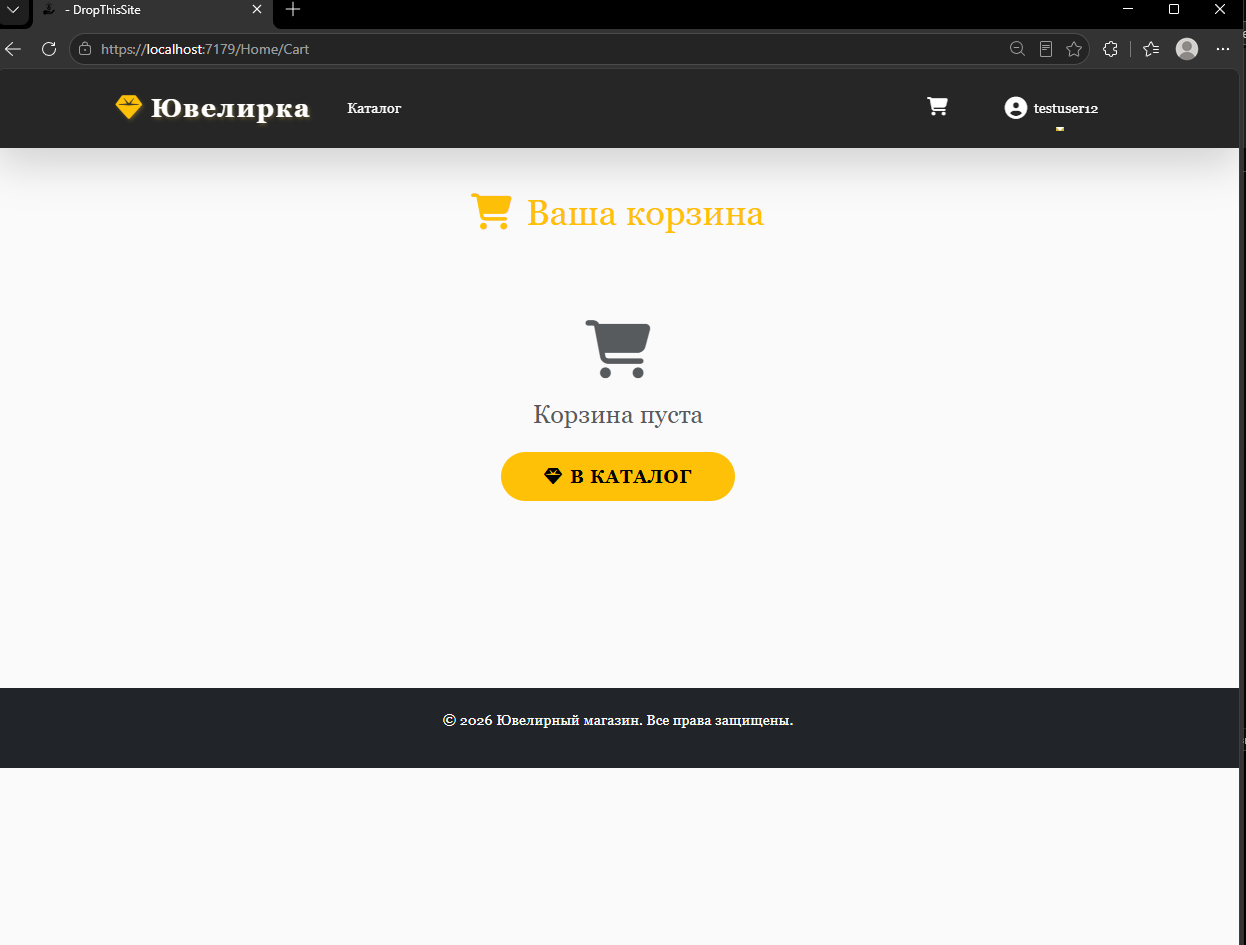 - DropThisSite
https://localhost:7179/Home/Cart
Ювелирка
Каталог
testuser12
Ваша корзина
Корзина пуста
В КАТАЛОГ
© 2026 Ювелирный магазин. Все права защищены.